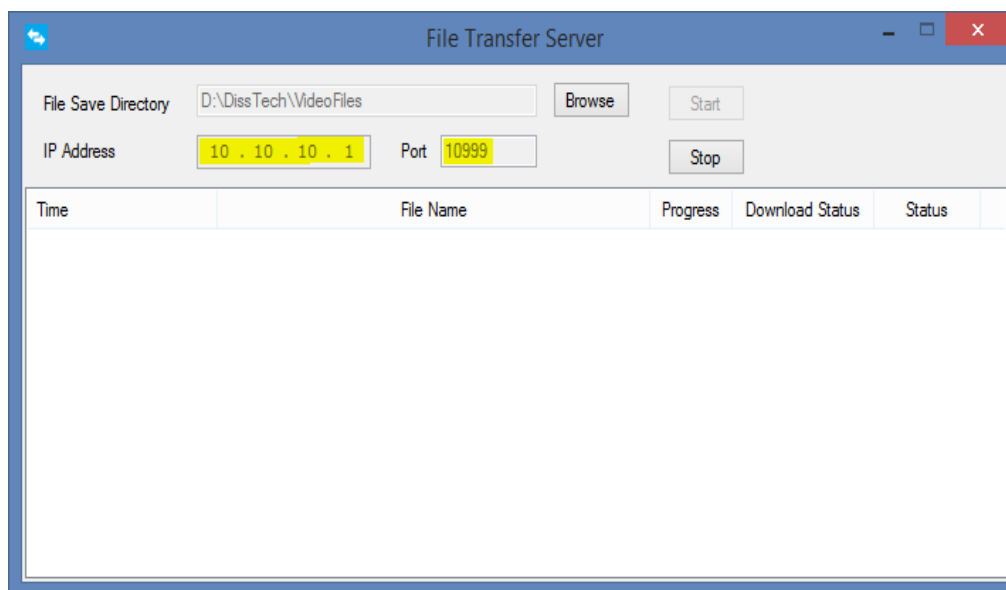 File Transfer Server
File Save Directory D:\DissTech\VideoFiles Browse Start
IP Address 10 . 10 . 10 . 1 Port 10999 Stop
Time File Name Progress Download Status Status